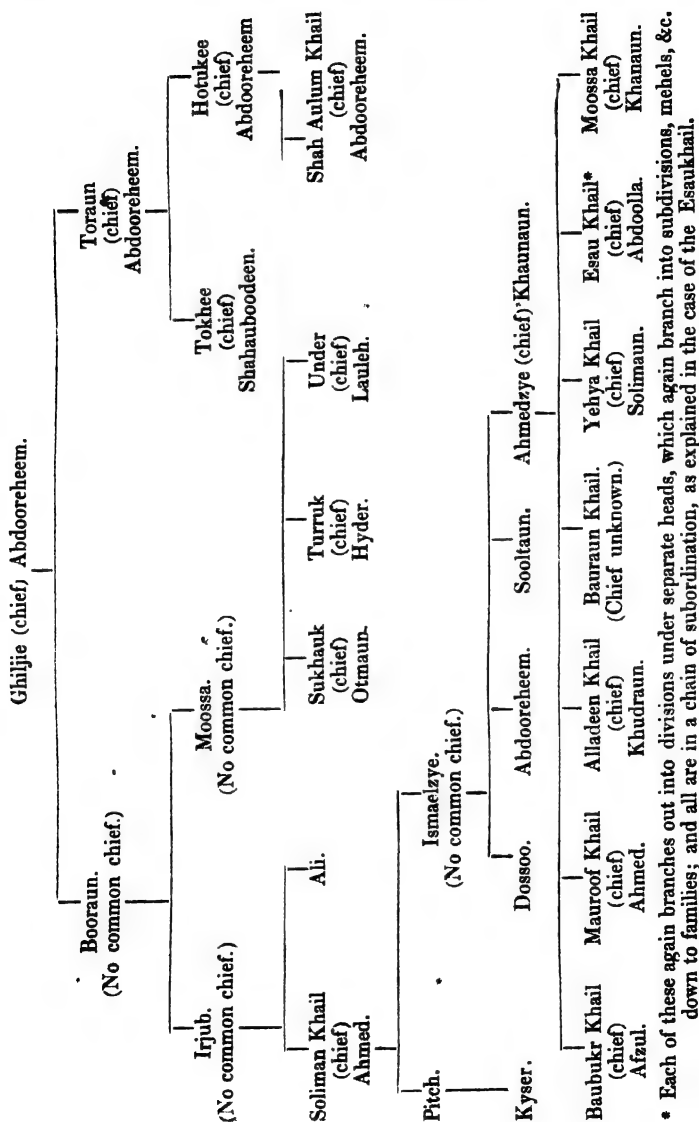 Ghiljie (chief) Abdooreheem.
Booraun.
(No common chief.)
Toraun
(chief)
Abdooreheem.
Irjub.
(No common chief.)
Moossa.
(No common chief.)
Tokhee
(chief)
Shahauboodeen.
Hotukee
(chief)
Abdooreheem
Soliman Khail
(chief)
Ahmed.
Ali.
Sukhauk
(chief)
Otmaun.
Turruk
(chief)
Hyder.
Under
(chief)
Lauleh.
Shah Aulum Khail
(chief)
Abdooreheem.
Pitch.
Ismaelzye.
(No common chief.)
Kyser.
Dossoo.
Abdooreheem.
Sooltaun.
Ahmedzye (chief) Khaunaun.
Baubukr Khail
(chief)
Afzul.
Mauroof Khail
(chief)
Ahmed.
Alladeen Khail
(chief)
Khudraun.
Bauraun Khail.
(Chief unknown.)
Yehya Khail
(chief)
Solimaun.
Esau Khail*
(chief)
Abdoolla.
Moossa Khail
(chief)
Khanaun.
* Each of these again branches out into divisions under separate heads, which again branch into subdivisions, mehels, &c.
down to families; and all are in a chain of subordination, as explained in the case of the Esaukhail.